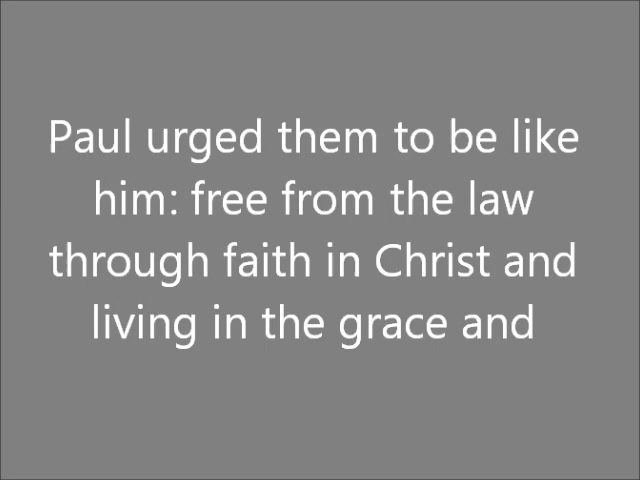 Paul urged them to be like
him: free from the law
through faith in Christ and
living in the grace and